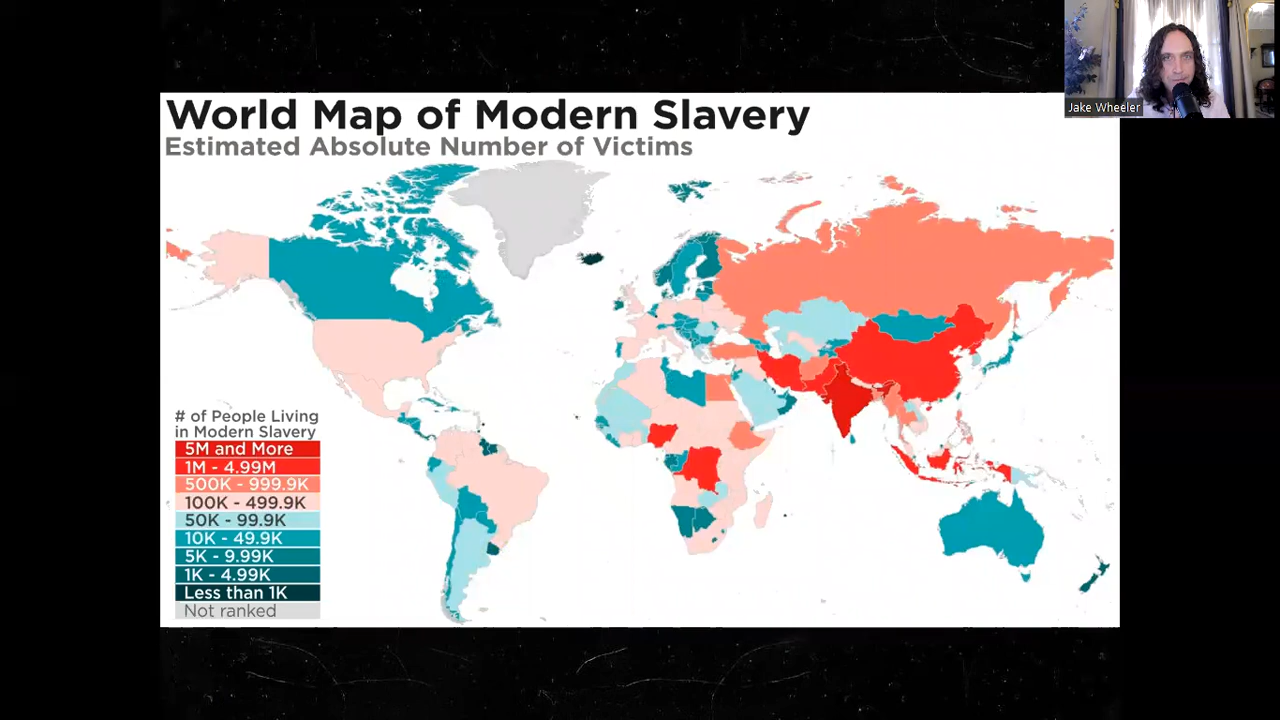 World Map of Modern Slavery
Estimated Absolute Number of Victims
Jake Wheeler
# of People Living
in Modern Slavery
5M and More
1M - 4.99M
500K - 999.9K
100K - 499.9K
50K - 99.9K
10K - 49.9K
5K - 9.99K
1K - 4.99K
Less than 1K
Not ranked